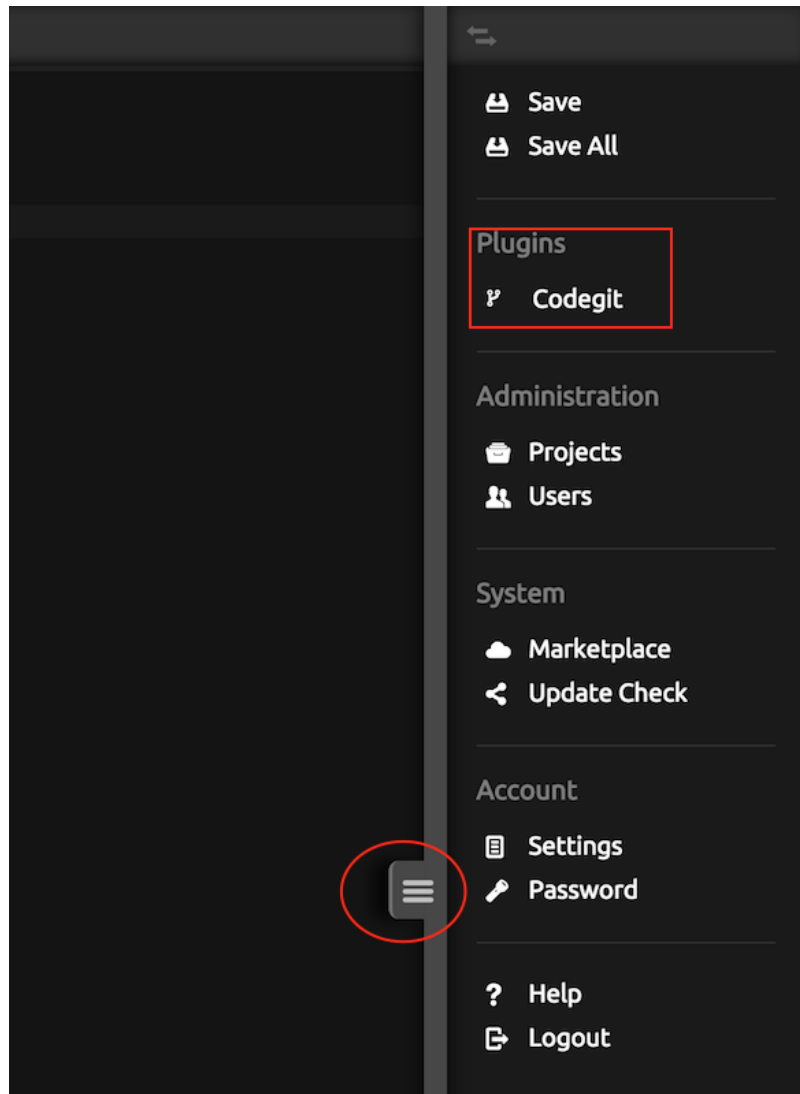 Save
Save All
Plugins
Codegit
Administration
Projects
Users
System
Marketplace
Update Check
Account
Settings
Password
Help
Logout